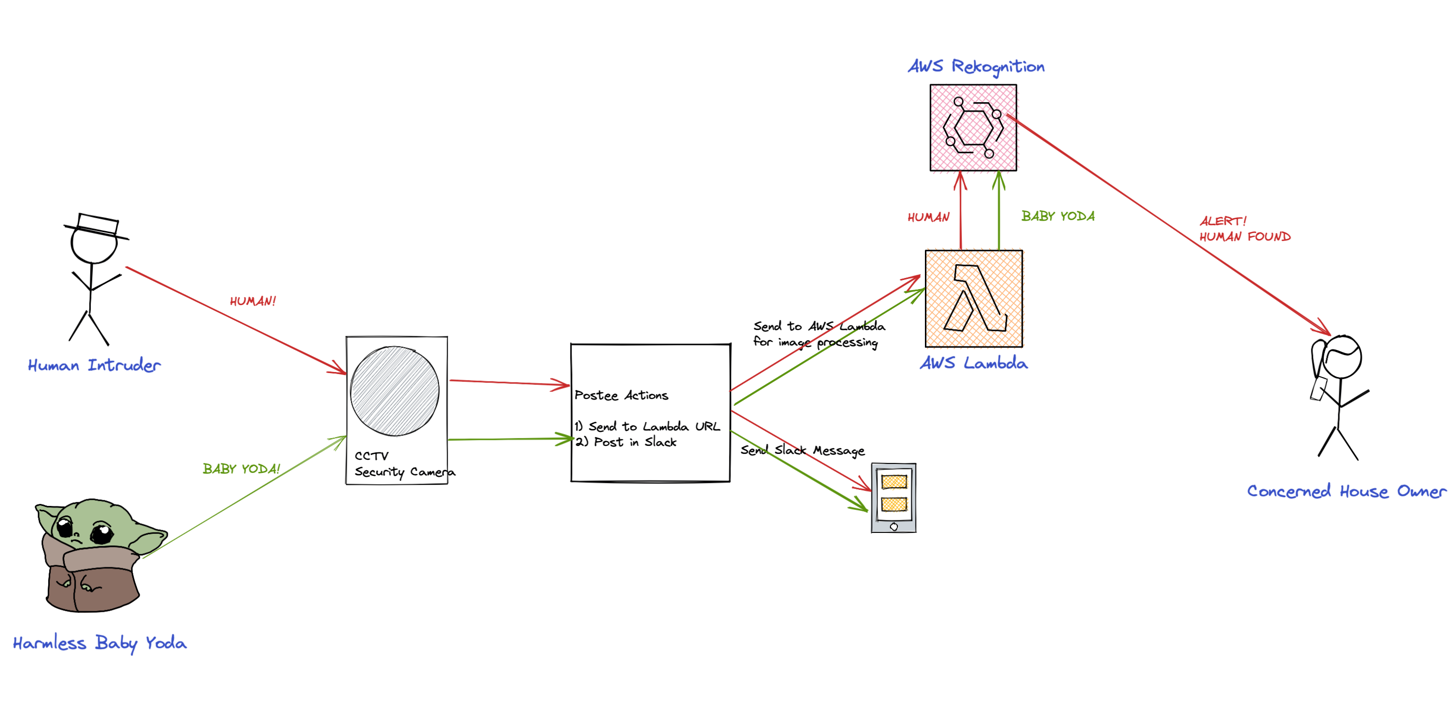 AWS Rekognition
HUMAN
BABY YODA
ALERT!
HUMAN FOUND
HUMAN!
Human Intruder
Send to AWS Lambda
for image processing
AWS Lambda
Postee Actions
1) Send to Lambda URL
2) Post in Slack
CCTV
Security Camera
BABY YODA!
Send Slack Message
Concerned House Owner
Harmless Baby Yoda